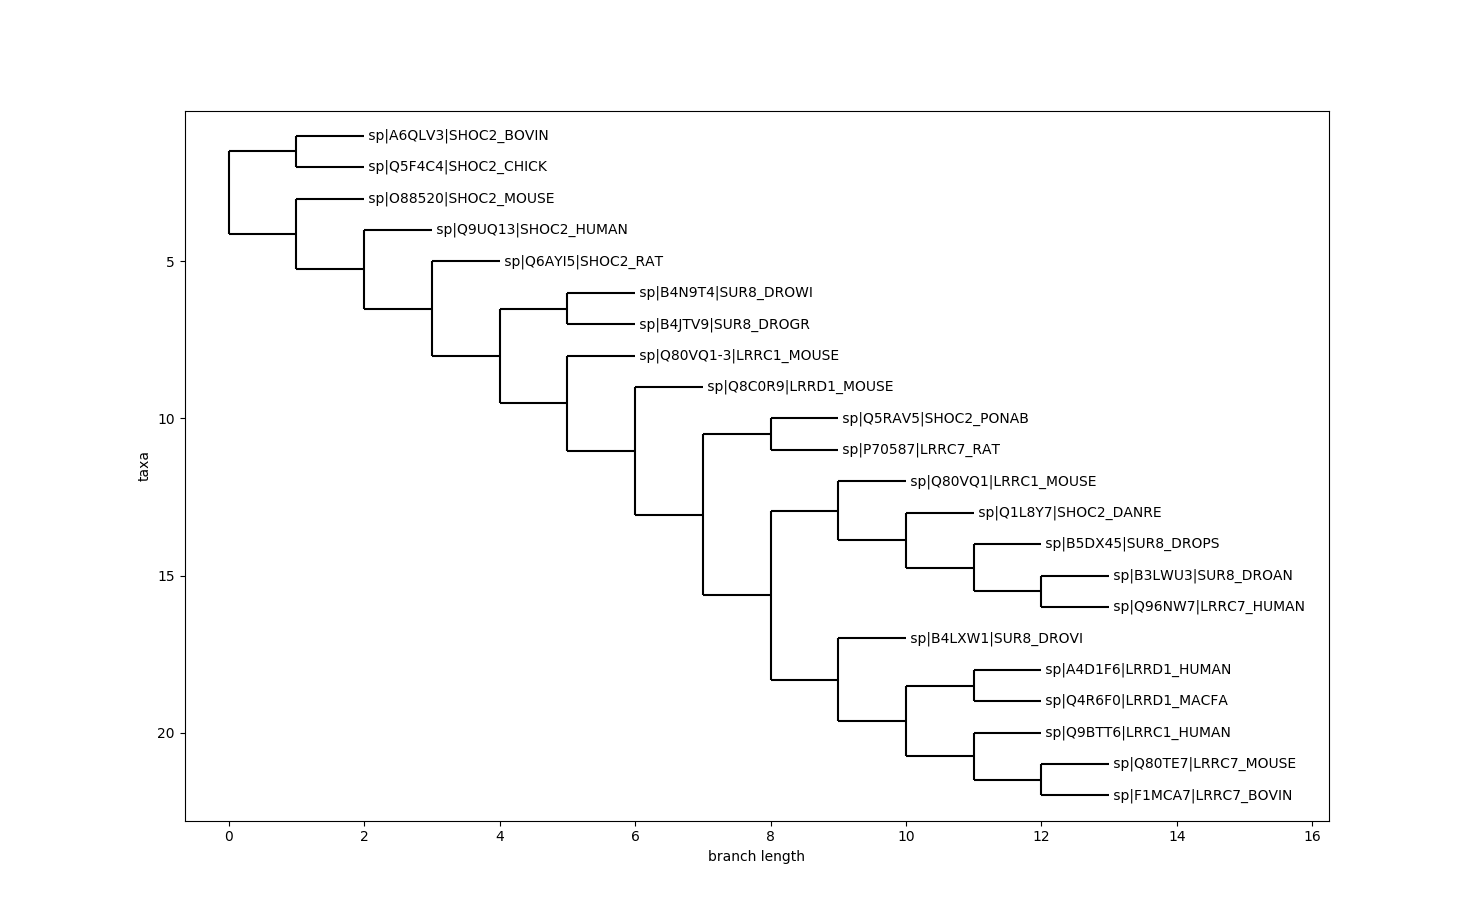 sp|A6QLV3|SHOC2_BOVIN
sp|Q5F4C4|SHOC2_CHICK
sp|O88520|SHOC2_MOUSE
sp|Q9UQ13|SHOC2_HUMAN
5
sp|Q6AYI5|SHOC2_RAT
sp|B4N9T4|SUR8_DROWI
sp|B4JTV9|SUR8_DROGR
sp|Q80VQ1-3|LRRC1_MOUSE
sp|Q8C0R9|LRRD1_MOUSE
10
sp|Q5RAV5|SHOC2_PONAB
sp|P70587|LRRC7_RAT
taxa
sp|Q80VQ1|LRRC1_MOUSE
sp|Q1L8Y7|SHOC2_DANRE
sp|B5DX45|SUR8_DROPS
15
sp|B3LWU3|SUR8_DROAN
sp|Q96NW7|LRRC7_HUMAN
sp|B4LXW1|SUR8_DROVI
sp|A4D1F6|LRRD1_HUMAN
sp|Q4R6F0|LRRD1_MACFA
20
sp|Q9BTT6|LRRC1_HUMAN
sp|Q80TE7|LRRC7_MOUSE
sp|F1MCA7|LRRC7_BOVIN
0 2 4 6 8 10 12 14 16
branch length